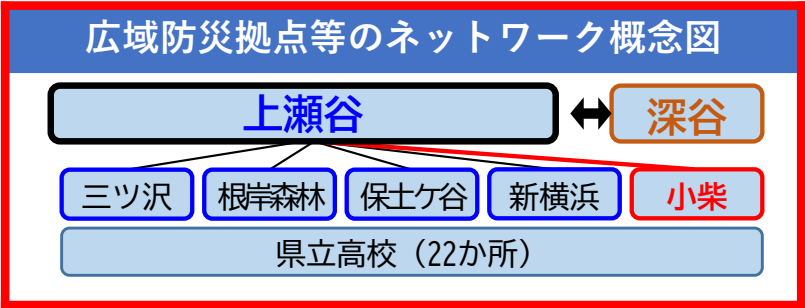 広域防災拠点等のネットワーク概念図
上瀬谷
深谷
三ツ沢
根岸森林
保土ケ谷
新横浜
小柴
県立高校（22か所）